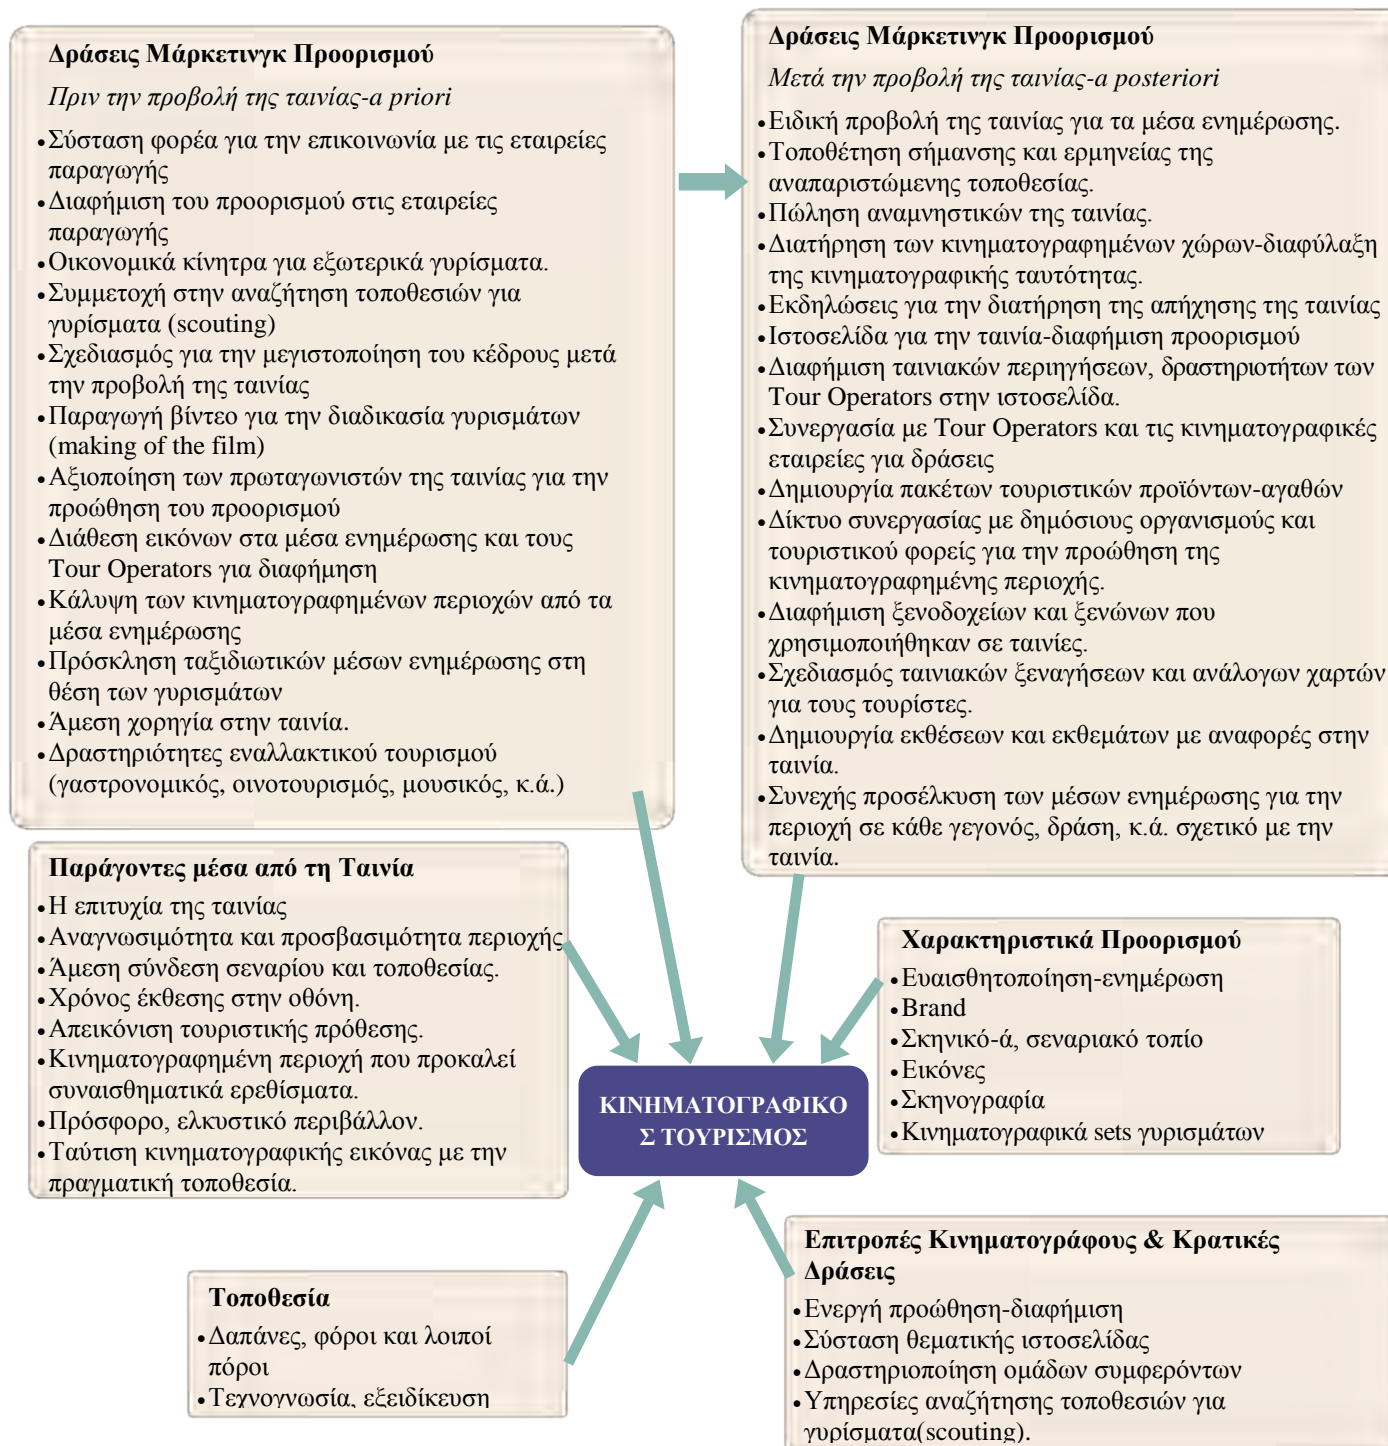 Δράσεις Μάρκετινγκ Προορισμού
Πριν την προβολή της ταινίας-a priori
•Σύσταση φορέα για την επικοινωνία με τις εταιρείες
παραγωγής
•Διαφήμιση του προορισμού στις εταιρείες
παραγωγής
•Οικονομικά κίνητρα για εξωτερικά γυρίσματα.
•Συμμετοχή στην αναζήτηση τοποθεσιών για
γυρίσματα (scouting)
•Σχεδιασμός για την μεγιστοποίηση του κέδρους μετά
την προβολή της ταινίας
•Παραγωγή βίντεο για την διαδικασία γυρισμάτων
(making of the film)
•Αξιοποίηση των πρωταγωνιστών της ταινίας για την
προώθηση του προορισμού
•Διάθεση εικόνων στα μέσα ενημέρωσης και τους
Tour Operators για διαφήμηση
•Κάλυψη των κινηματογραφημένων περιοχών από τα
μέσα ενημέρωσης
•Πρόσκληση ταξιδιωτικών μέσων ενημέρωσης στη
θέση των γυρισμάτων
•Άμεση χορηγία στην ταινία.
•Δραστηριότητες εναλλακτικού τουρισμού
(γαστρονομικός, οινοτουρισμός, μουσικός, κ.ά.)
Δράσεις Μάρκετινγκ Προορισμού
Μετά την προβολή της ταινίας-a posteriori
•Ειδική προβολή της ταινίας για τα μέσα ενημέρωσης.
•Τοποθέτηση σήμανσης και ερμηνείας της
αναπαριστώμενης τοποθεσίας.
•Πώληση αναμνηστικών της ταινίας.
•Διατήρηση των κινηματογραφημένων χώρων-διαφύλαξη
της κινηματογραφικής ταυτότητας.
•Εκδηλώσεις για την διατήρηση της απήχησης της ταινίας
•Ιστοσελίδα για την ταινία-διαφήμιση προορισμού
•Διαφήμιση ταινιακών περιηγήσεων, δραστηριοτήτων των
Tour Operators στην ιστοσελίδα.
•Συνεργασία με Tour Operators και τις κινηματογραφικές
εταιρείες για δράσεις
•Δημιουργία πακέτων τουριστικών προϊόντων-αγαθών
•Δίκτυο συνεργασίας με δημόσιους οργανισμούς και
τουριστικού φορείς για την προώθηση της
κινηματογραφημένης περιοχής.
•Διαφήμιση ξενοδοχείων και ξενώνων που
χρησιμοποιήθηκαν σε ταινίες.
•Σχεδιασμός ταινιακών ξεναγήσεων και ανάλογων χαρτών
για τους τουρίστες.
•Δημιουργία εκθέσεων και εκθεμάτων με αναφορές στην
ταινία.
•Συνεχής προσέλκυση των μέσων ενημέρωσης για την
περιοχή σε κάθε γεγονός, δράση, κ.ά. σχετικό με την
ταινία.
Παράγοντες μέσα από τη Ταινία
•Η επιτυχία της ταινίας
•Αναγνωσιμότητα και προσβασιμότητα περιοχής
•Άμεση σύνδεση σεναρίου και τοποθεσίας.
•Χρόνος έκθεσης στην οθόνη.
•Απεικόνιση τουριστικής πρόθεσης.
•Κινηματογραφημένη περιοχή που προκαλεί
συναισθηματικά ερεθίσματα.
•Πρόσφορο, ελκυστικό περιβάλλον.
•Ταύτιση κινηματογραφικής εικόνας με την
πραγματική τοποθεσία.
Χαρακτηριστικά Προορισμού
•Ευαισθητοποίηση-ενημέρωση
•Brand
•Σκηνικό-ά, σεναριακό τοπίο
•Εικόνες
•Σκηνογραφία
•Κινηματογραφικά sets γυρισμάτων
ΚΙΝΗΜΑΤΟΓΡΑΦΙΚΟ
Σ ΤΟΥΡΙΣΜΟΣ
Τοποθεσία
•Δαπάνες, φόροι και λοιποί
πόροι
•Τεχνογνωσία, εξειδίκευση
Επιτροπές Κινηματογράφους & Κρατικές
Δράσεις
•Ενεργή προώθηση-διαφήμιση
•Σύσταση θεματικής ιστοσελίδας
•Δραστηριοποίηση ομάδων συμφερόντων
•Υπηρεσίες αναζήτησης τοποθεσιών για
γυρίσματα(scouting).